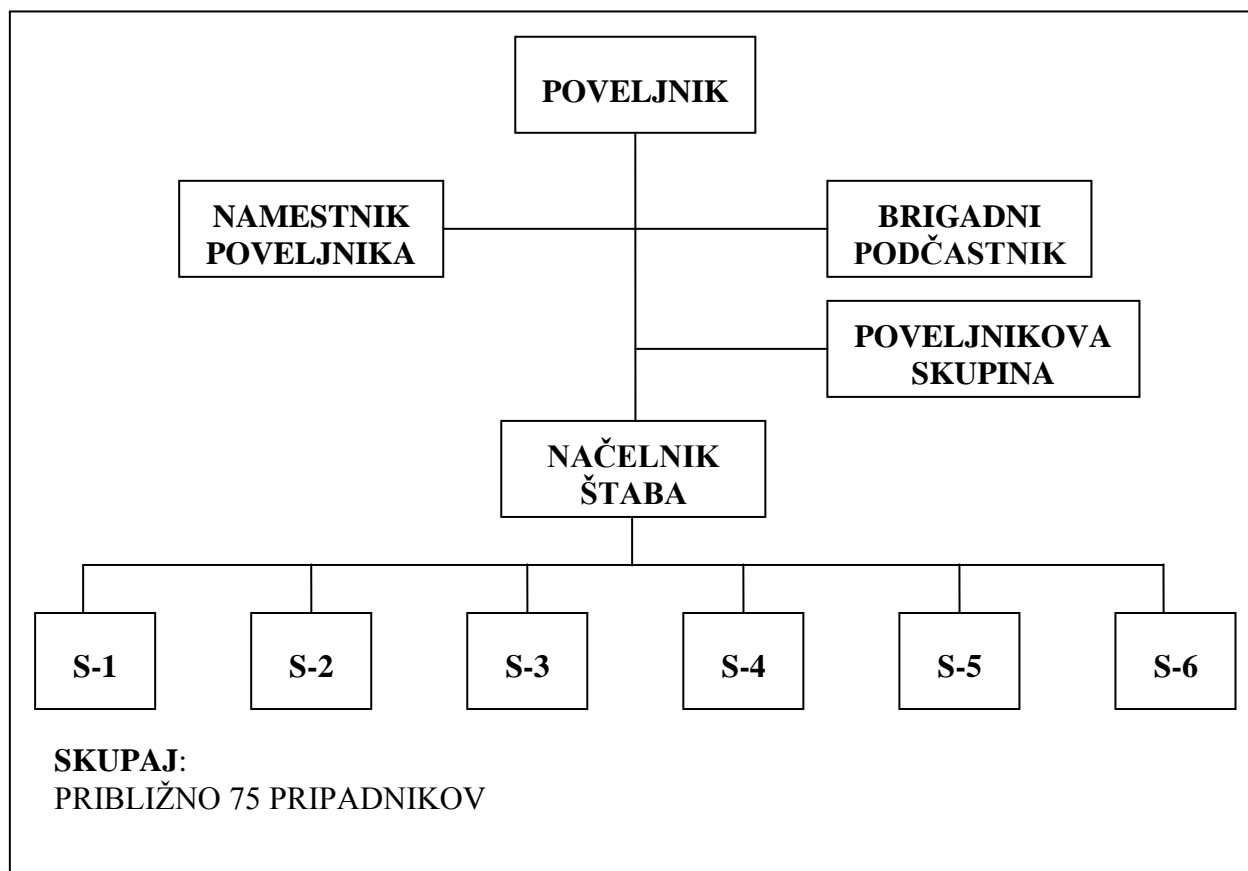 POVELJNIK
NAMESTNIK
POVELJNIKA
BRIGADNI
PODČASTNIK
POVELJNIKOVA
SKUPINA
NAČELNIK
ŠTABA
S-1
S-2
S-3
S-4
S-5
S-6
SKUPAJ:
PRIBLIŽNO 75 PRIPADNIKOV